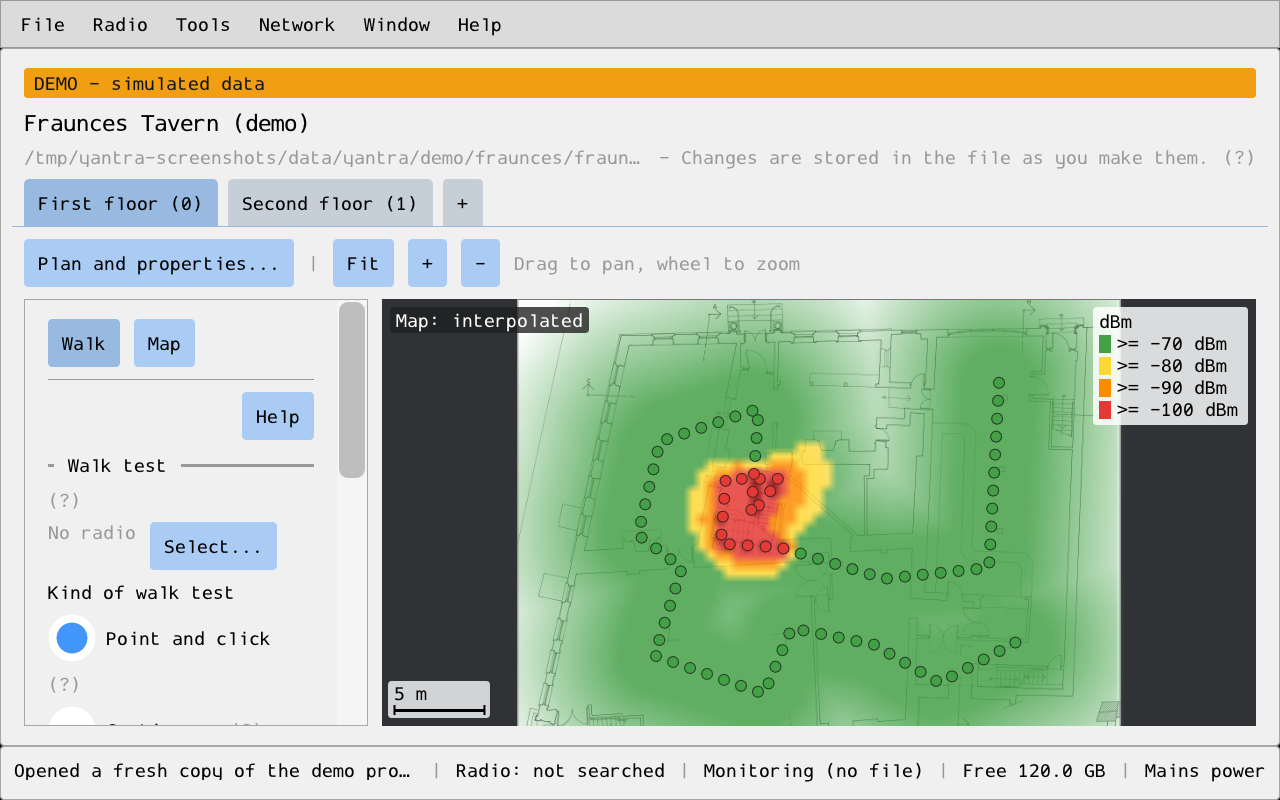 File Radio Tools Network Window Help
DEMO - simulated data
Fraunces Tavern (demo)
/tmp/yantra-screenshots/data/yantra/demo/fraunces/fraun… - Changes are stored in the file as you make them. (?)
First floor (0) Second floor (1) +
Plan and properties... | Fit + - Drag to pan, wheel to zoom
Walk Map
Help
Walk test
(?)
No radio Select...
Kind of walk test
Point and click
(?)
Map: interpolated
dBm
>= -70 dBm
>= -80 dBm
>= -90 dBm
>= -100 dBm
5 m
Opened a fresh copy of the demo pro… | Radio: not searched | Monitoring (no file) | Free 120.0 GB | Mains power